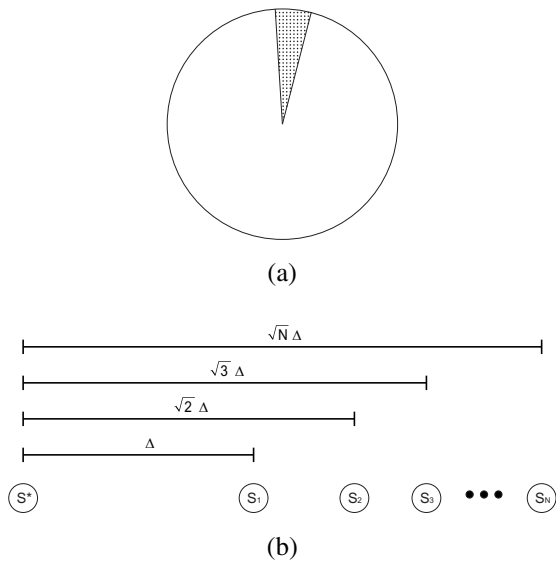 (a)
√N Δ
√3 Δ
√2 Δ
Δ
S* S₁ S₂ S₃ ••• S_N
(b)